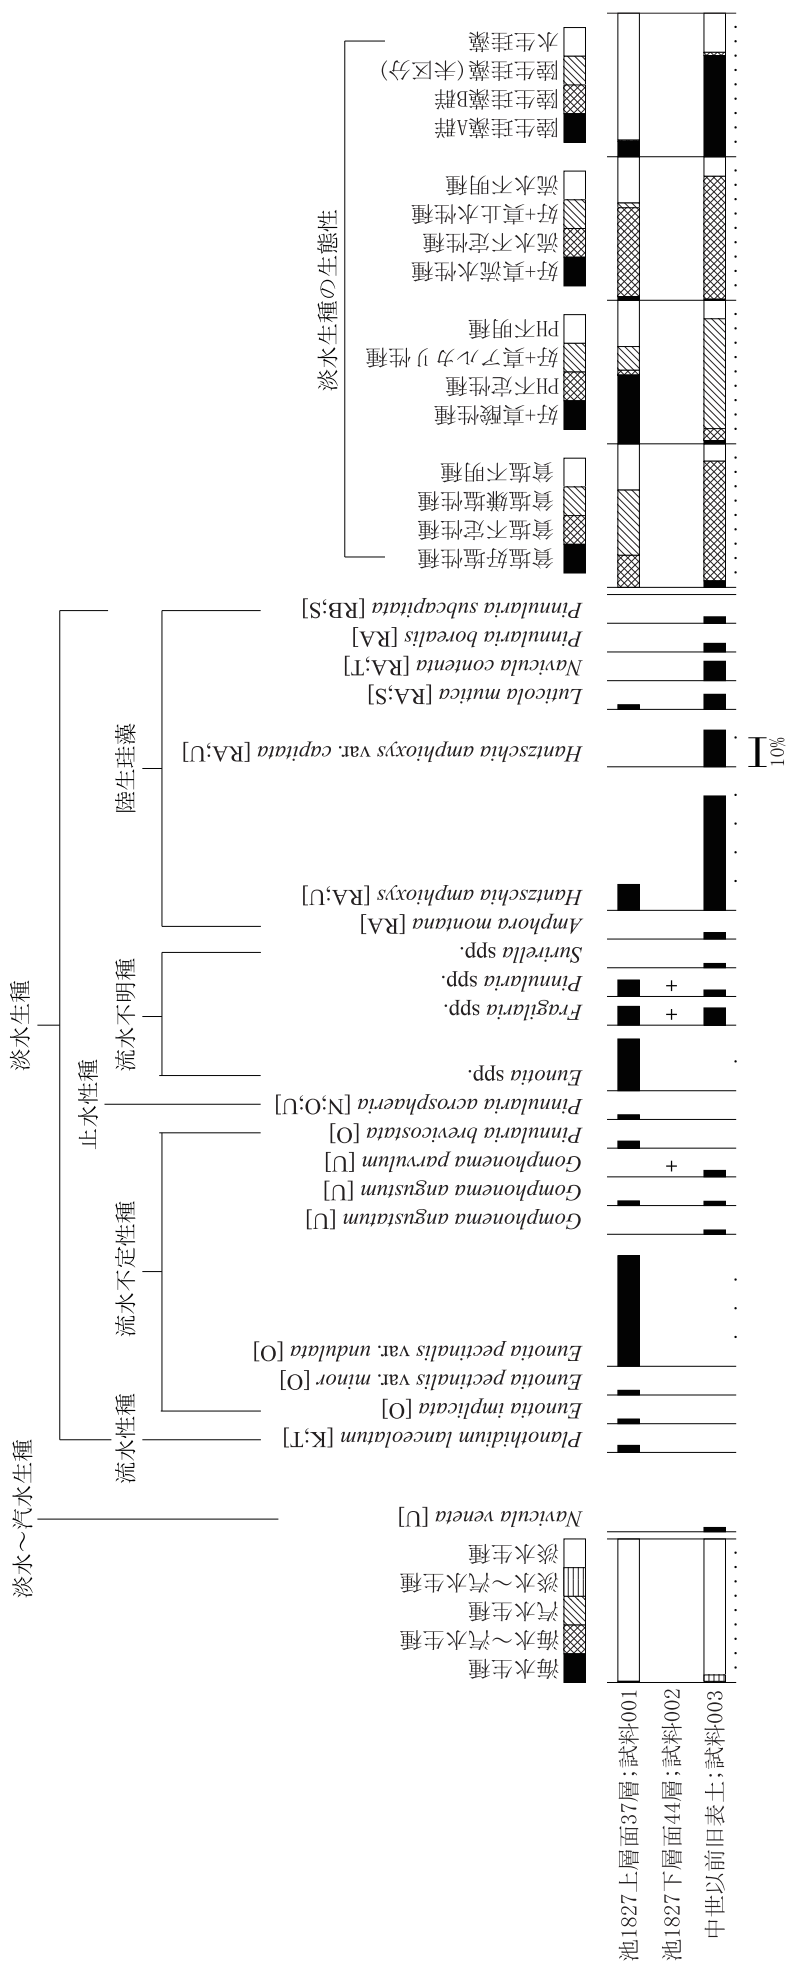 淡水～汽水生種
淡水生種
流水性種
流水不定性種
止水性種
流水不明種
陸生珪藻
海水生種
海水～汽水生種
汽水生種
淡水～汽水生種
淡水生種
Navicula veneta [U]
Planothidium lanceolatum [K;T]
Eunotia implicata [O]
Eunotia pectinalis var. minor [O]
Eunotia pectinalis var. undulata [O]
Gomphonema angustatum [U]
Gomphonema angustum [U]
Gomphonema parvulum [U]
Pinnularia brevicostata [O]
Pinnularia acrosphaeria [N;O;U]
Eunotia spp.
Fragilaria spp.
Pinnularia spp.
Surirella spp.
Amphora montana [RA]
Hantzschia amphioxys [RA;U]
Hantzschia amphioxys var. capitata [RA;U]
Luticola mutica [RA;S]
Navicula contenta [RA;T]
Pinnularia borealis [RA]
Pinnularia subcapitata [RB;S]
淡水生種の生態性
貧塩好塩性種
貧塩不定性種
貧塩嫌塩性種
貧塩不明種
好+真酸性種
PH不定性種
好+真アルカリ性種
PH不明種
好+真流水性種
流水不定性種
好+真止水性種
流水不明種
陸生珪藻A群
陸生珪藻B群
陸生珪藻(未区分)
水生珪藻
池1827上層面37層;試料001
池1827下層面44層;試料002
+
+
+
中世以前旧表土;試料003
10%